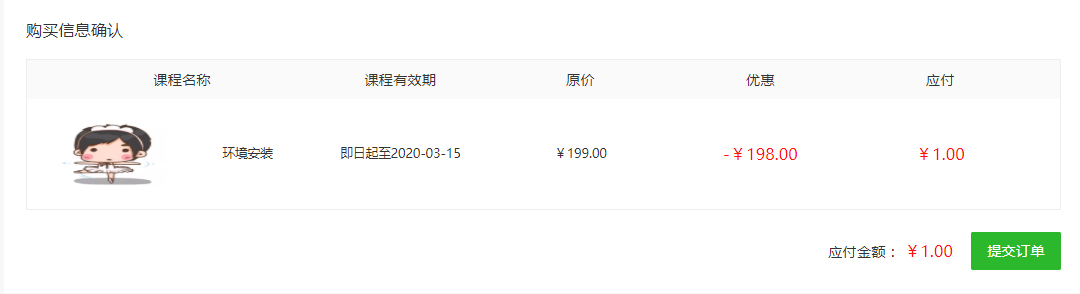 购买信息确认
课程名称 课程有效期 原价 优惠 应付
环境安装 即日起至2020-03-15 ￥199.00 -￥198.00 ￥1.00
应付金额： ￥1.00 提交订单